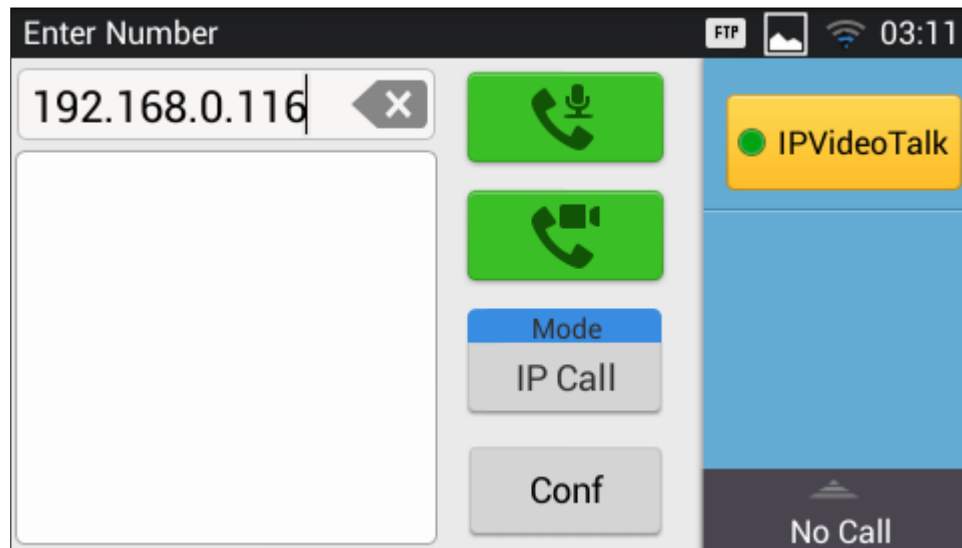 Enter Number
FTP
03:11
192.168.0.116
IPVideoTalk
Mode
IP Call
Conf
No Call